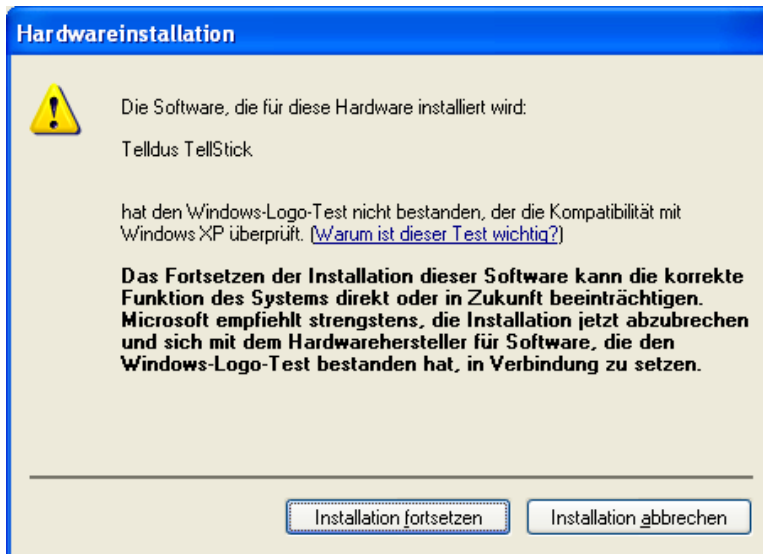 Hardwareinstallation
Die Software, die für diese Hardware installiert wird:
Telldus TellStick
hat den Windows-Logo-Test nicht bestanden, der die Kompatibilität mit
Windows XP überprüft. (Warum ist dieser Test wichtig?)
Das Fortsetzen der Installation dieser Software kann die korrekte
Funktion des Systems direkt oder in Zukunft beeinträchtigen.
Microsoft empfiehlt strengstens, die Installation jetzt abzubrechen
und sich mit dem Hardwarehersteller für Software, die den
Windows-Logo-Test bestanden hat, in Verbindung zu setzen.
Installation fortsetzen
Installation abbrechen